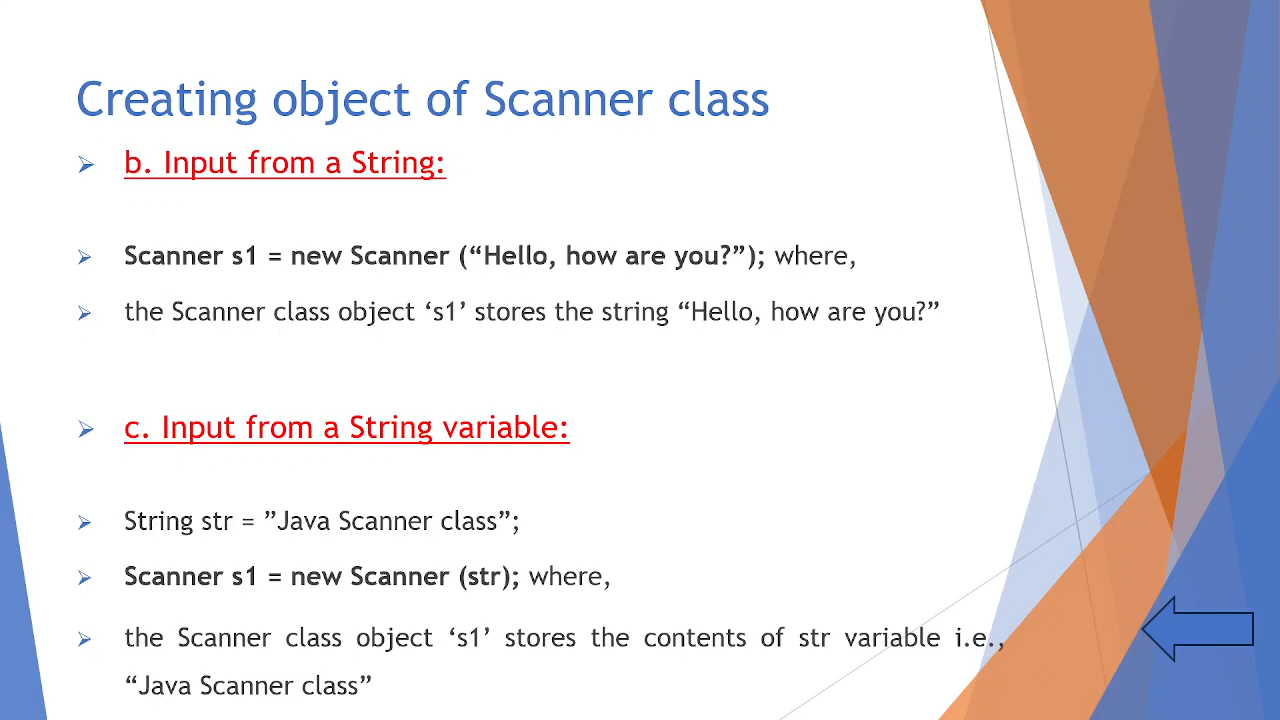 Creating object of Scanner class
b. Input from a String:
Scanner s1 = new Scanner (“Hello, how are you?”); where,
the Scanner class object ‘s1’ stores the string “Hello, how are you?”
c. Input from a String variable:
String str = ”Java Scanner class”;
Scanner s1 = new Scanner (str); where,
the Scanner class object ‘s1’ stores the contents of str variable i.e.,
“Java Scanner class”